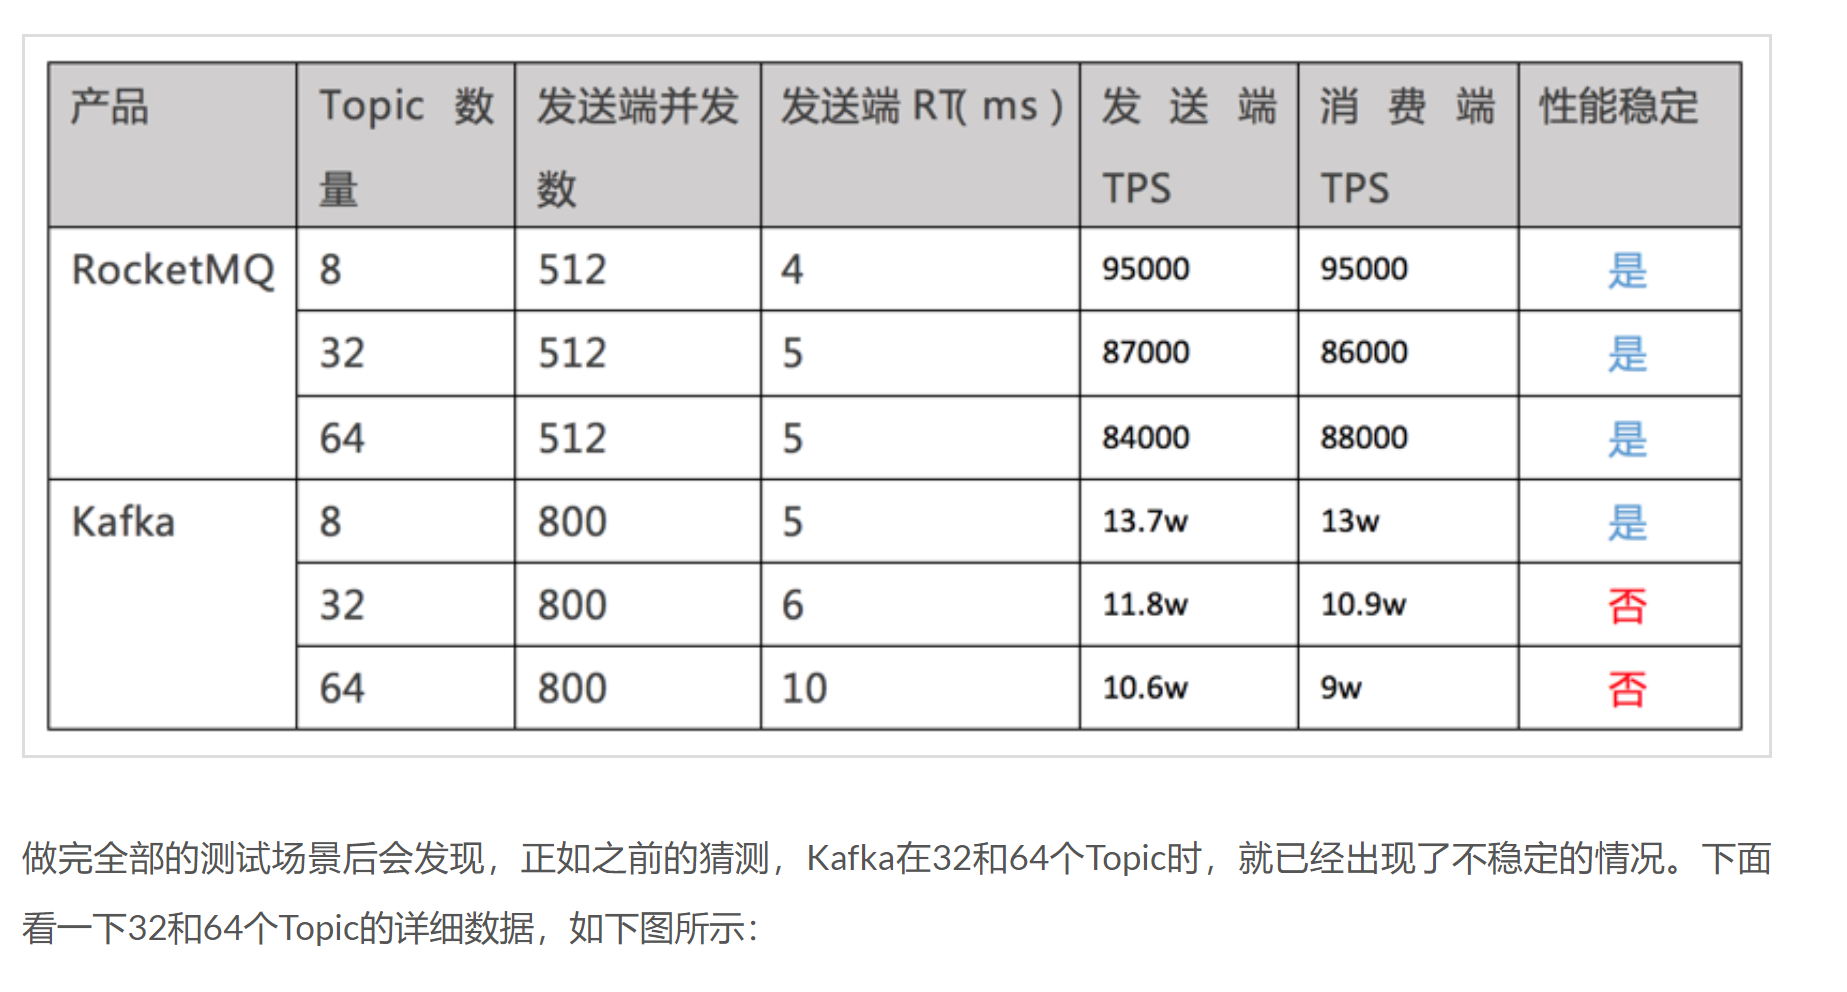 产品 Topic 数量 发送端并发数 发送端 RT( ms ) 发送端 TPS 消费端 TPS 性能稳定
RocketMQ 8 512 4 95000 95000 是
32 512 5 87000 86000 是
64 512 5 84000 88000 是
Kafka 8 800 5 13.7w 13w 是
32 800 6 11.8w 10.9w 否
64 800 10 10.6w 9w 否
做完全部的测试场景后会发现，正如之前的猜测，Kafka在32和64个Topic时，就已经出现了不稳定的情况。下面
看一下32和64个Topic的详细数据，如下图所示：